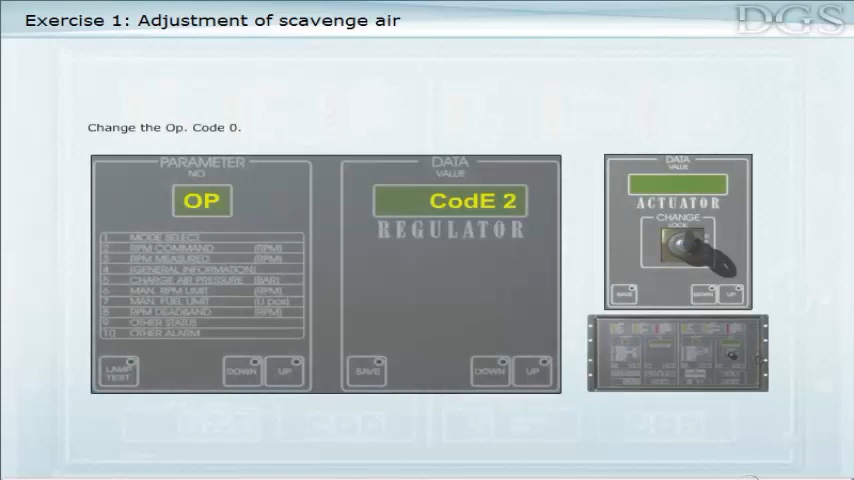 Exercise 1: Adjustment of scavenge air
DGS
Change the Op. Code 0.
PARAMETER
NO.
OP
1 MODE SELECT
2 RPM COMMAND (RPM)
3 RPM MEASURED (RPM)
4 (GENERAL INFORMATION)
5 CHARGE AIR PRESSURE (BAR)
6 MAN. RPM LIMIT (RPM)
7 MAN. FUEL LIMIT
8 RPM DEADBAND (RPM)
9 OTHER STATUS
10 OTHER ALARM
LAMP TEST
DOWN
UP
DATA
VALUE
CodE 2
REGULATOR
SAVE
DOWN
UP
DATA
VALUE
ACTUATOR
CHANGE
LOCK
SAVE
DOWN
UP